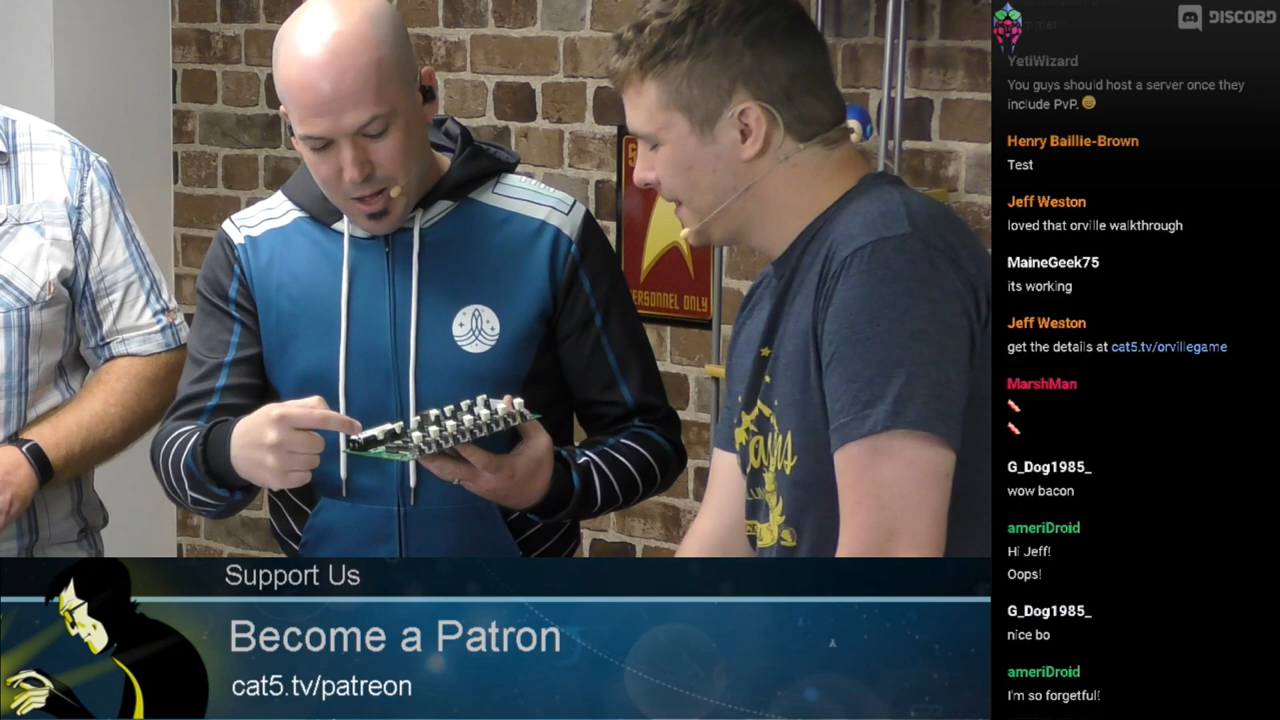 DISCORD
YetiWizard
You guys should host a server once they
include PvP.
Henry Baillie-Brown
Test
Jeff Weston
loved that orville walkthrough
MaineGeek75
its working
Jeff Weston
get the details at cat5.tv/orvillegame
MarshMan
G_Dog1985_
wow bacon
ameriDroid
Hi Jeff!
Oops!
G_Dog1985_
nice bo
ameriDroid
I'm so forgetful!
ERSONNEL ONLY
Support Us
Become a Patron
cat5.tv/patreon